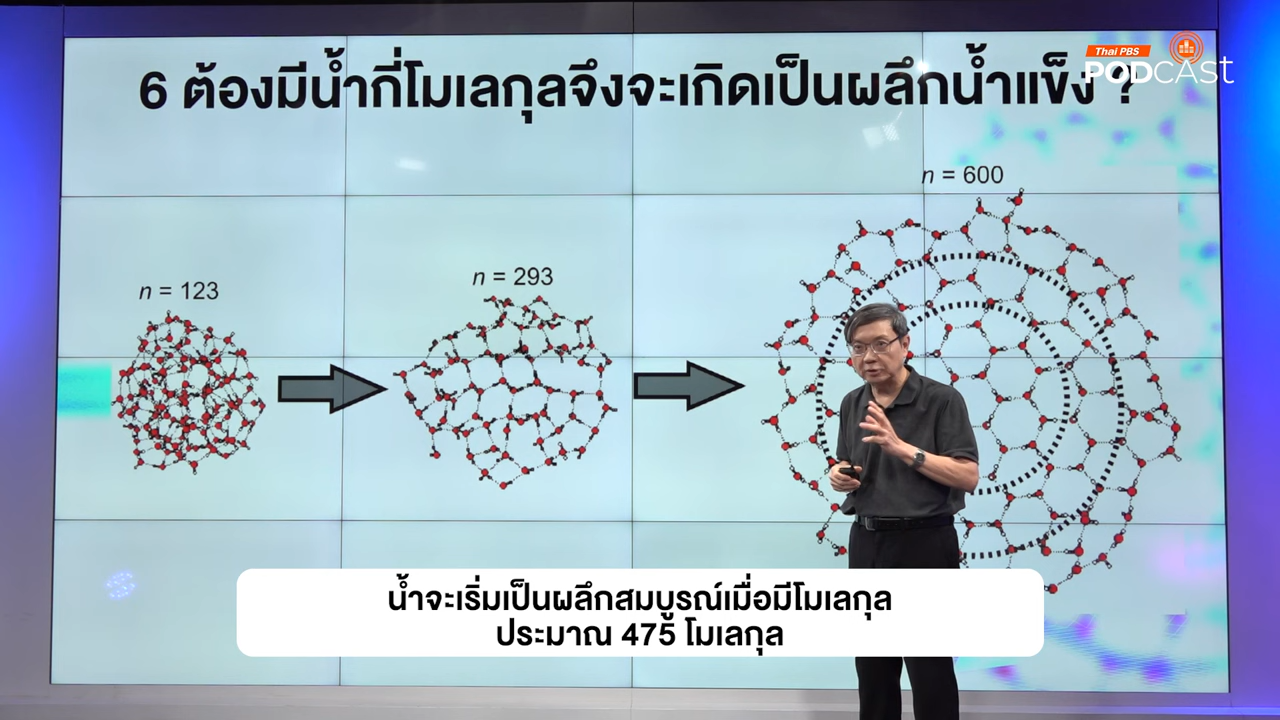 Thai PBS
PODCAST
6 ต้องมีน้ำกี่โมเลกุลจึงจะเกิดเป็นผลึกน้ำแข็ง ?
n = 600
n = 293
n = 123
น้ำจะเริ่มเป็นผลึกสมบูรณ์เมื่อมีโมเลกุล
ประมาณ 475 โมเลกุล